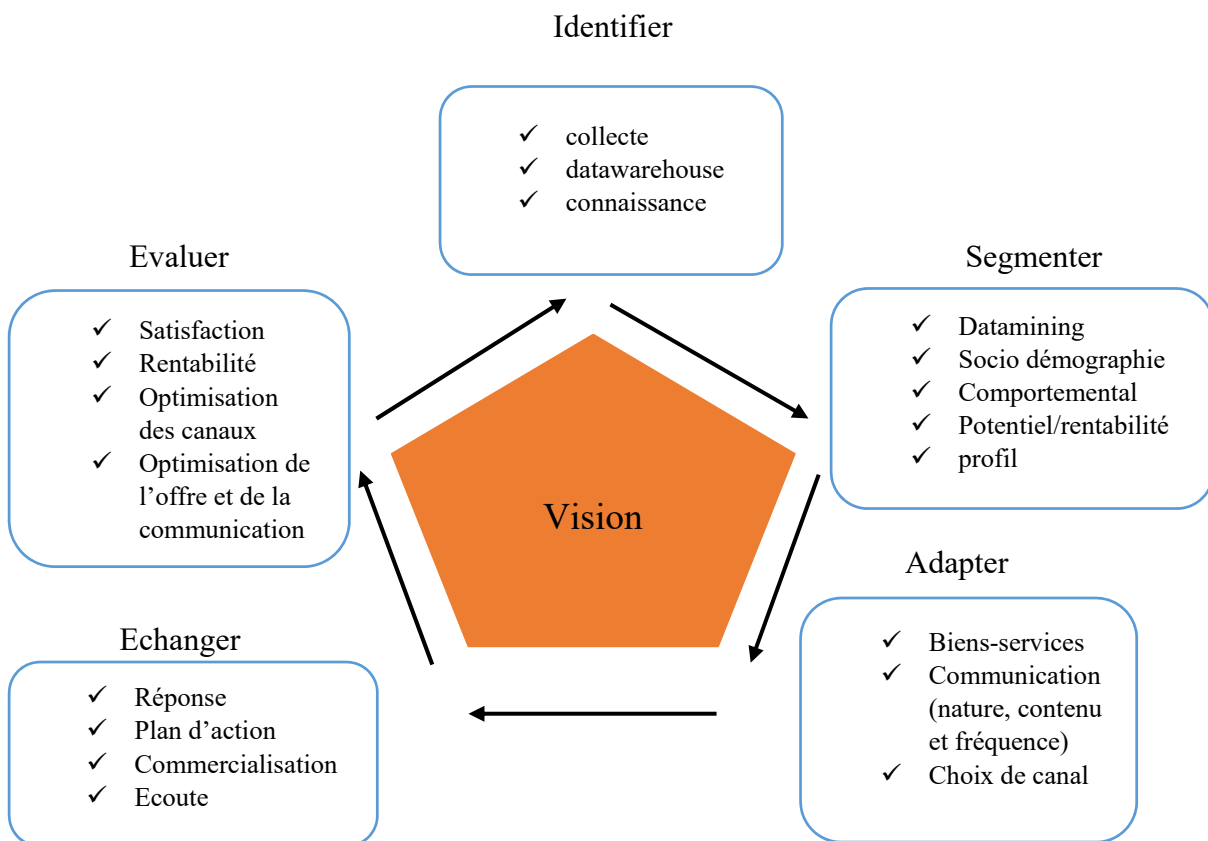 Identifier
✓ collecte
✓ datawarehouse
✓ connaissance
Evaluer
✓ Satisfaction
✓ Rentabilité
✓ Optimisation
des canaux
✓ Optimisation de
l’offre et de la
communication
Segmenter
✓ Datamining
✓ Socio démographie
✓ Comportemental
✓ Potentiel/rentabilité
✓ profil
Vision
Adapter
✓ Biens-services
✓ Communication
(nature, contenu
et fréquence)
✓ Choix de canal
Echanger
✓ Réponse
✓ Plan d’action
✓ Commercialisation
✓ Ecoute